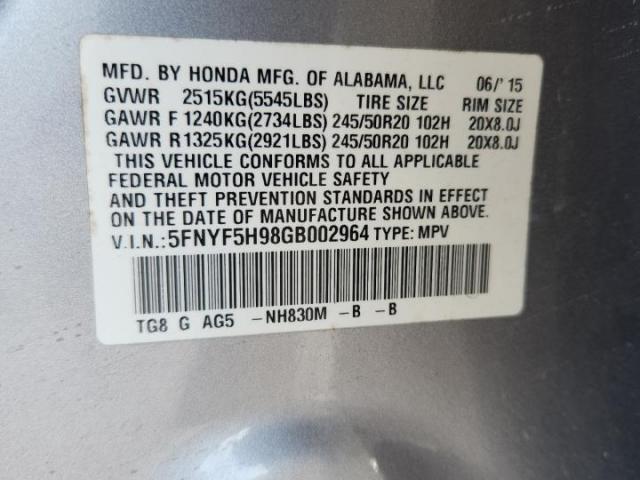 MFD. BY HONDA MFG. OF ALABAMA, LLC 06/'15
GVWR 2515KG(5545LBS) TIRE SIZE RIM SIZE
GAWR F1240KG(2734LBS) 245/50R20 102H 20X8.0J
GAWR R1325KG(2921LBS) 245/50R20 102H 20X8.0J
THIS VEHICLE CONFORMS TO ALL APPLICABLE
FEDERAL MOTOR VEHICLE SAFETY
AND THEFT PREVENTION STANDARDS IN EFFECT
ON THE DATE OF MANUFACTURE SHOWN ABOVE.
V.I.N.:5FNYF5H98GB002964 TYPE: MPV
TG8 G AG5 -NH830M -B -B